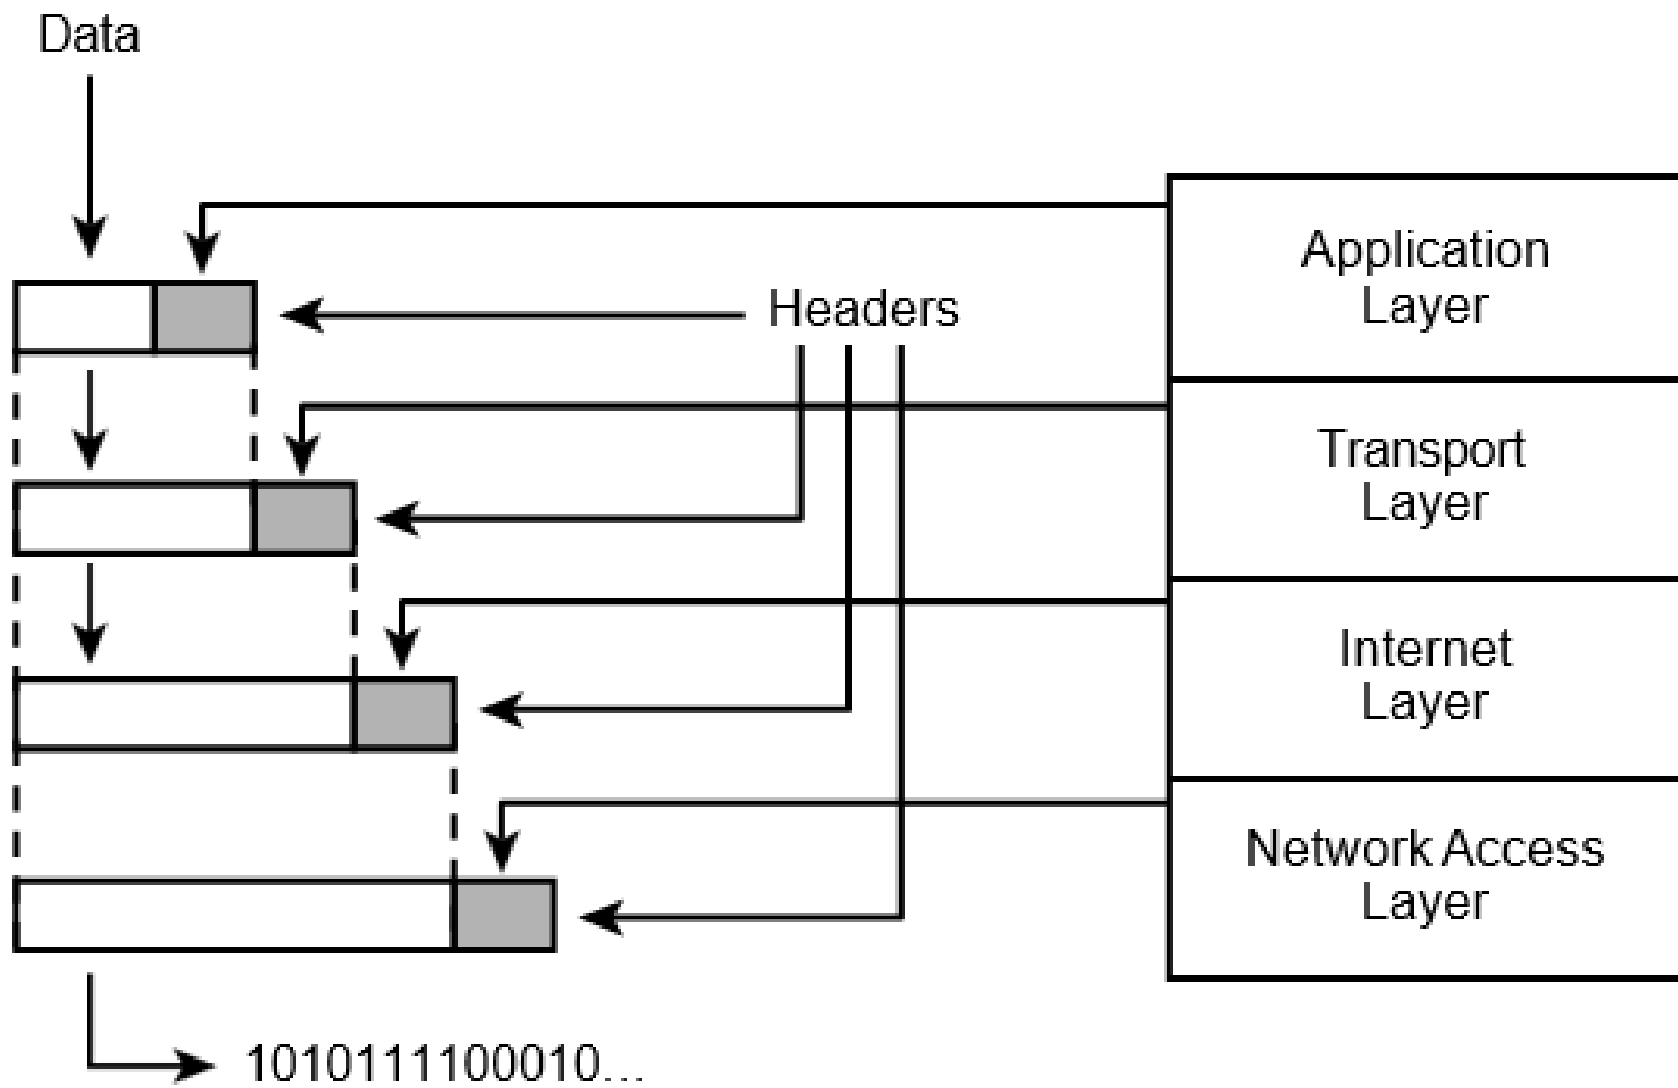 Data
Headers
Application
Layer
Transport
Layer
Internet
Layer
Network Access
Layer
1010111100010...